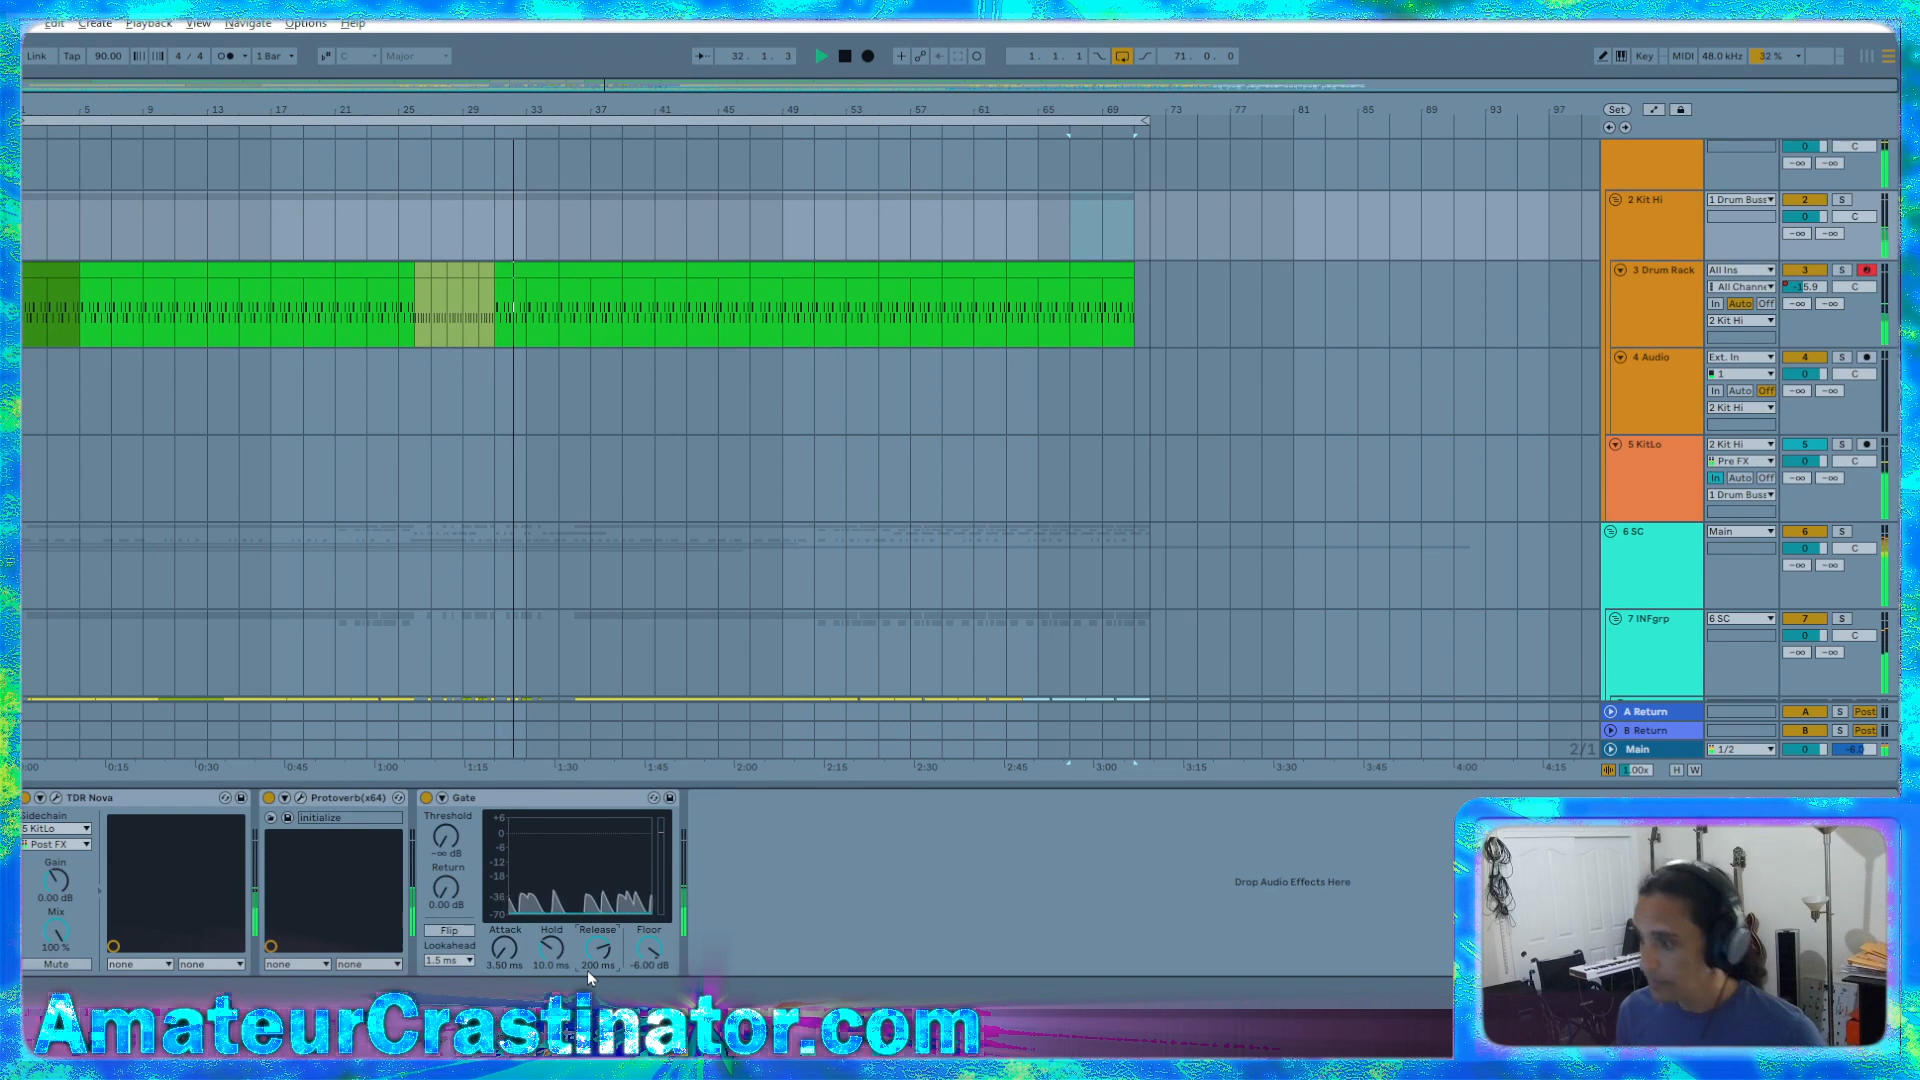 Edit Create Playback View Navigate Options Help
Link Tap 90.00 4 / 4 1 Bar C Major 32. 1. 3 1. 1. 1 71. 0. 0 Key MIDI 48.0 kHz 32 %
1 5 9 13 17 21 25 29 33 37 41 45 49 53 57 61 65 69 73 77 81 85 89 93 97 Set
0 C
-∞ -∞
2 Kit Hi 1 Drum Buss 2 S
0 C
-∞ -∞
3 Drum Rack All Ins 3 S
All Channe -15.9 C
In Auto Off -∞ -∞
2 Kit Hi
4 Audio Ext. In 4 S
1 0 C
In Auto Off -∞ -∞
2 Kit Hi
5 KitLo 2 Kit Hi 5 S
Pre FX 0 C
In Auto Off -∞ -∞
1 Drum Buss
6 SC Main 6 S
0 C
-∞ -∞
7 INFgrp 6 SC 7 S
0 C
-∞ -∞
A Return A S Post
B Return B S Post
2/1 Main 1/2 0 -6.0
:00 0:15 0:30 0:45 1:00 1:15 1:30 1:45 2:00 2:15 2:30 2:45 3:00 3:15 3:30 3:45 4:00 4:15 1.00x H W
TDR Nova Protoverb(x64) Gate
Sidechain
5 KitLo
Post FX
Gain
0.00 dB
Mix
100 %
Mute
none none
initialize
none none
Threshold
-∞ dB
Return
0.00 dB
Flip
Lookahead
1.5 ms
+6
0
-6
-12
-18
-36
-70
Attack Hold Release Floor
3.50 ms 10.0 ms 200 ms -6.00 dB
Drop Audio Effects Here
AmateurCrastinator.com